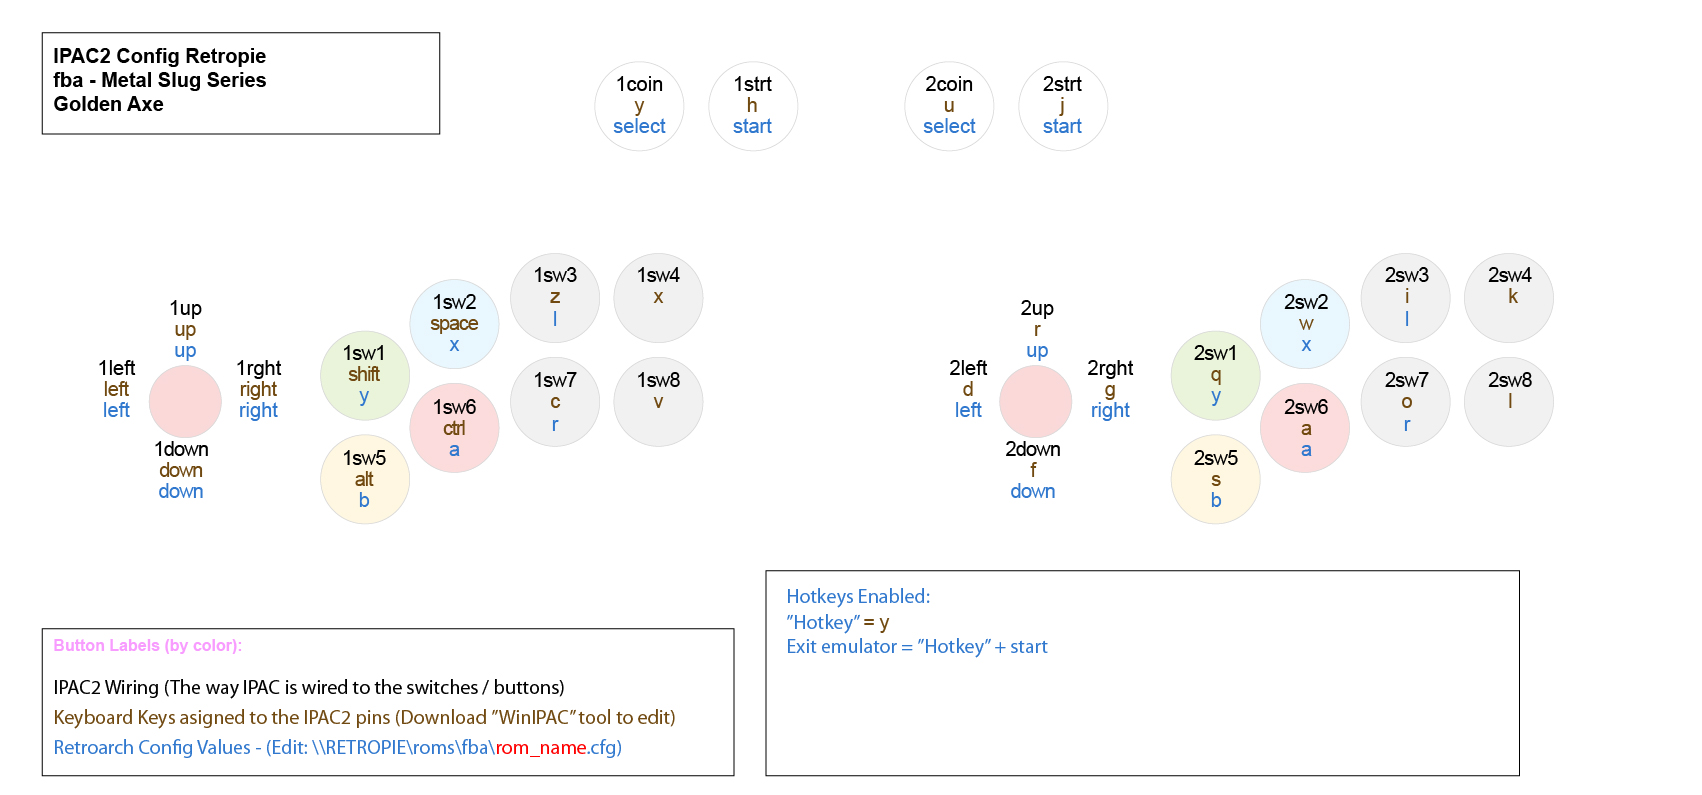 IPAC2 Config Retropie
fba - Metal Slug Series
Golden Axe
1coin
y
select
1strt
h
start
2coin
u
select
2strt
j
start
1up
up
up
1left
left
left
1rght
right
right
1down
down
down
1sw1
shift
y
1sw2
space
x
1sw3
z
l
1sw4
x
1sw5
alt
b
1sw6
ctrl
a
1sw7
c
r
1sw8
v
2up
r
up
2left
d
left
2rght
g
right
2down
f
down
2sw1
q
y
2sw2
w
x
2sw3
i
l
2sw4
k
2sw5
s
b
2sw6
a
a
2sw7
o
r
2sw8
l
Button Labels (by color):
IPAC2 Wiring (The way IPAC is wired to the switches / buttons)
Keyboard Keys asigned to the IPAC2 pins (Download ”WinIPAC” tool to edit)
Retroarch Config Values - (Edit: \\RETROPIE\roms\fba\rom_name.cfg)
Hotkeys Enabled:
”Hotkey” = y
Exit emulator = ”Hotkey” + start